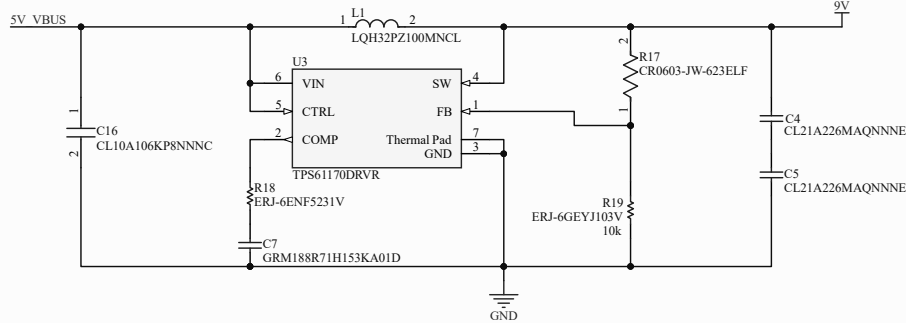 9V
5V_VBUS
L1
1
2
LQH32PZ100MNCL
2
R17
CR0603-JW-623ELF
1
U3
6
VIN
SW
4
5
CTRL
FB
1
2
COMP
Thermal Pad
7
GND
3
TPS61170DRVR
1
C16
CL10A106KP8NNNC
2
C4
CL21A226MAQNNNE
C5
CL21A226MAQNNNE
R18
ERJ-6ENF5231V
R19
ERJ-6GEYJ103V
10k
C7
GRM188R71H153KA01D
GND